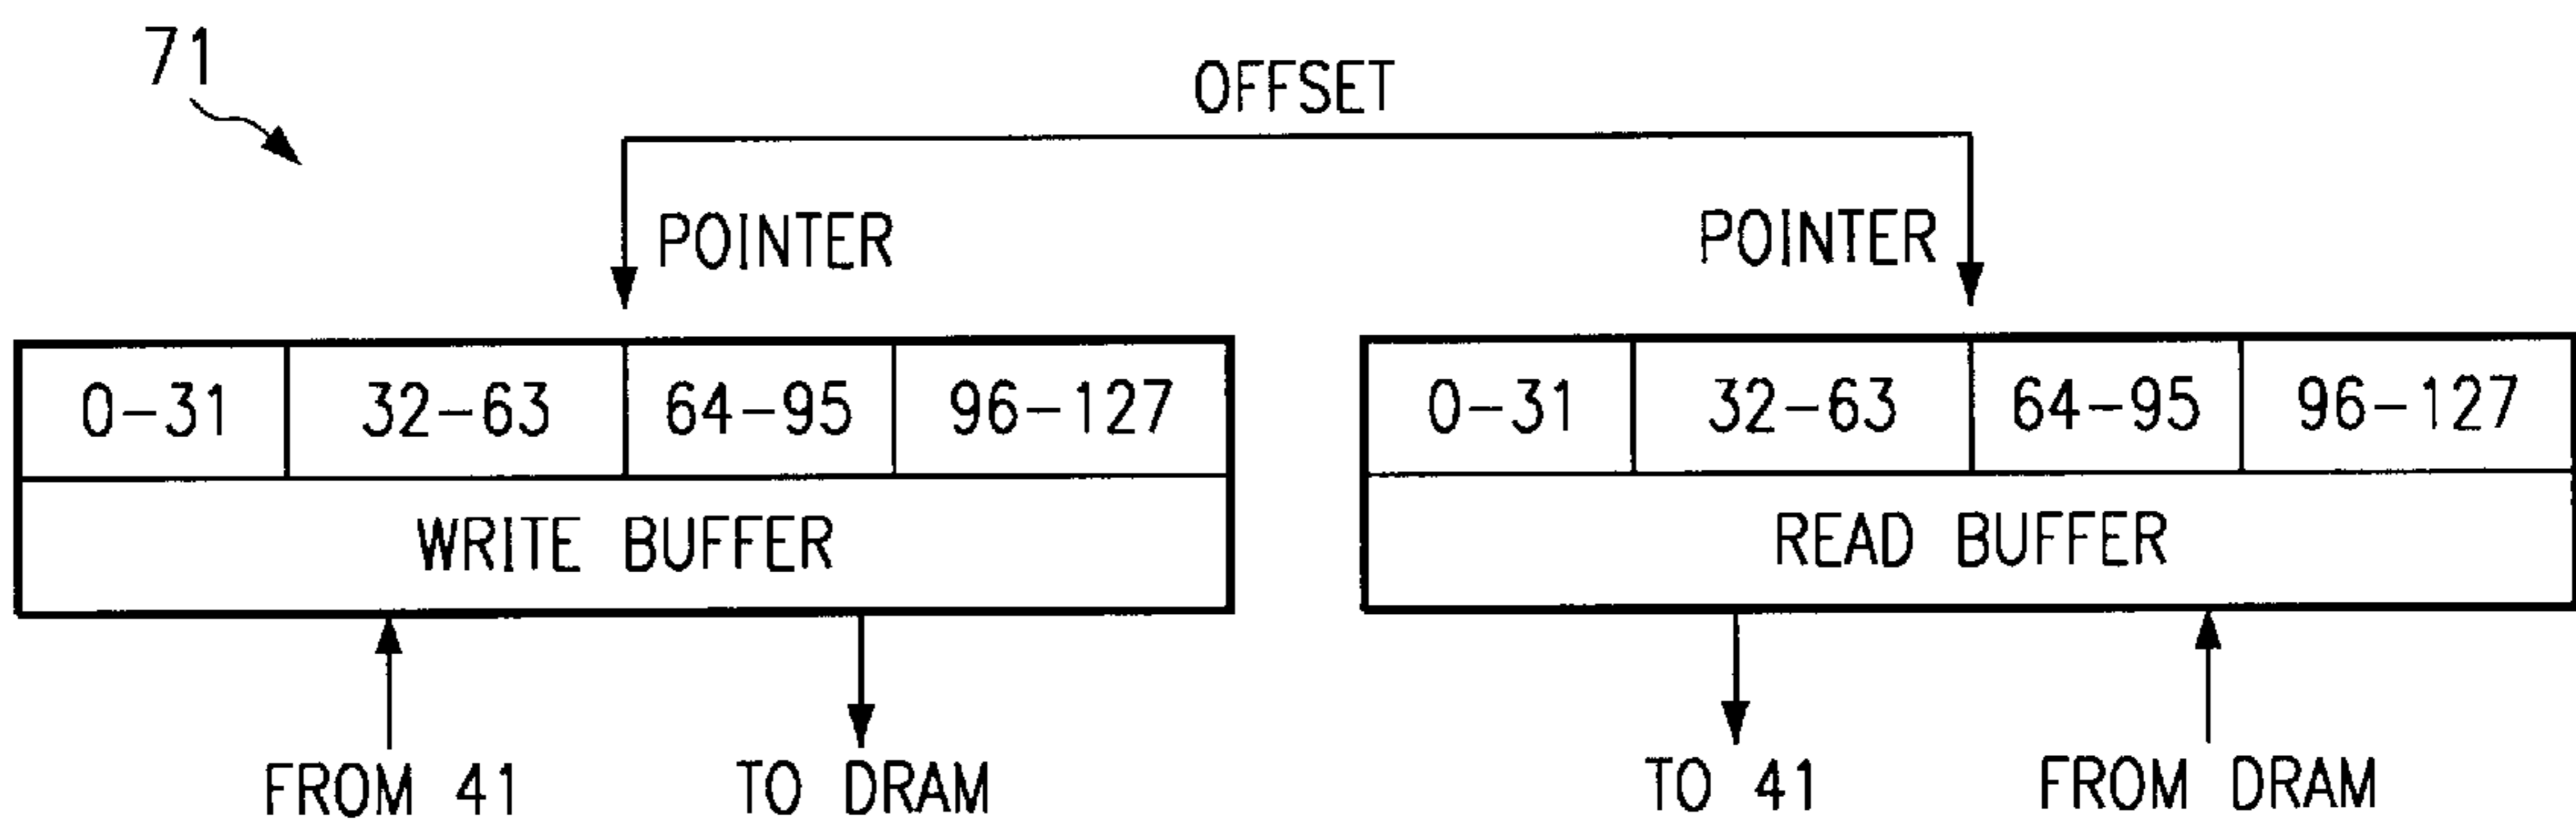 71
OFFSET
POINTER POINTER
0-31 32-63 64-95 96-127 0-31 32-63 64-95 96-127
WRITE BUFFER READ BUFFER
FROM 41 TO DRAM TO 41 FROM DRAM